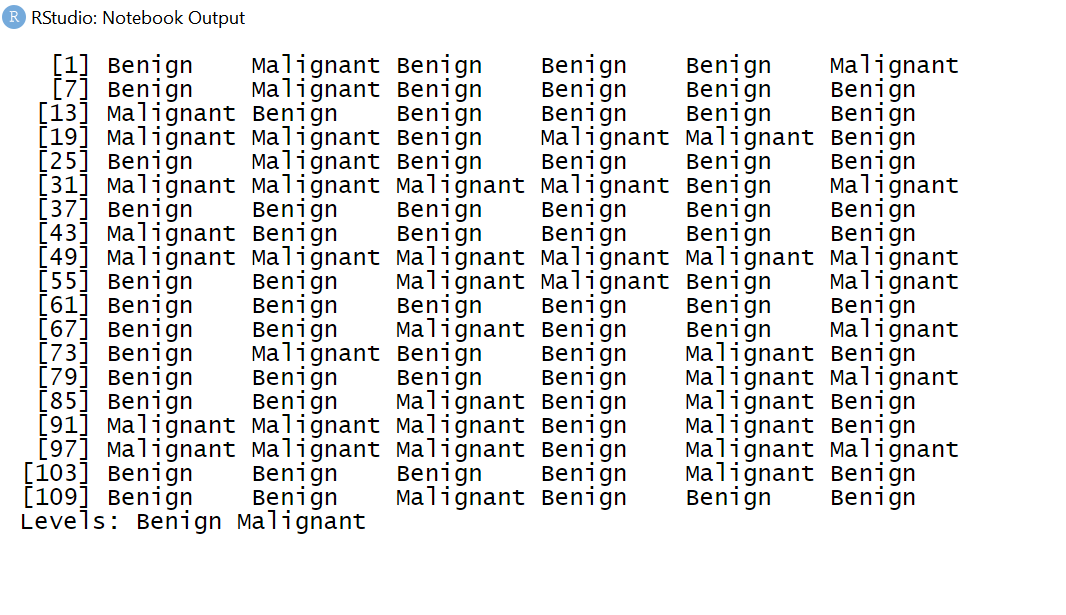 R RStudio: Notebook Output
[1] Benign Malignant Benign Benign Benign Malignant
[7] Benign Malignant Benign Benign Benign Benign
[13] Malignant Benign Benign Benign Benign Benign
[19] Malignant Malignant Benign Malignant Malignant Benign
[25] Benign Malignant Benign Benign Benign Benign
[31] Malignant Malignant Malignant Malignant Benign Malignant
[37] Benign Benign Benign Benign Benign Benign
[43] Malignant Benign Benign Benign Benign Benign
[49] Malignant Malignant Malignant Malignant Malignant Malignant
[55] Benign Benign Malignant Malignant Benign Malignant
[61] Benign Benign Benign Benign Benign Benign
[67] Benign Benign Malignant Benign Benign Malignant
[73] Benign Malignant Benign Benign Malignant Benign
[79] Benign Benign Benign Benign Malignant Malignant
[85] Benign Benign Malignant Benign Malignant Benign
[91] Malignant Malignant Malignant Benign Malignant Benign
[97] Malignant Malignant Malignant Benign Malignant Malignant
[103] Benign Benign Benign Benign Malignant Benign
[109] Benign Benign Malignant Benign Benign Benign
Levels: Benign Malignant